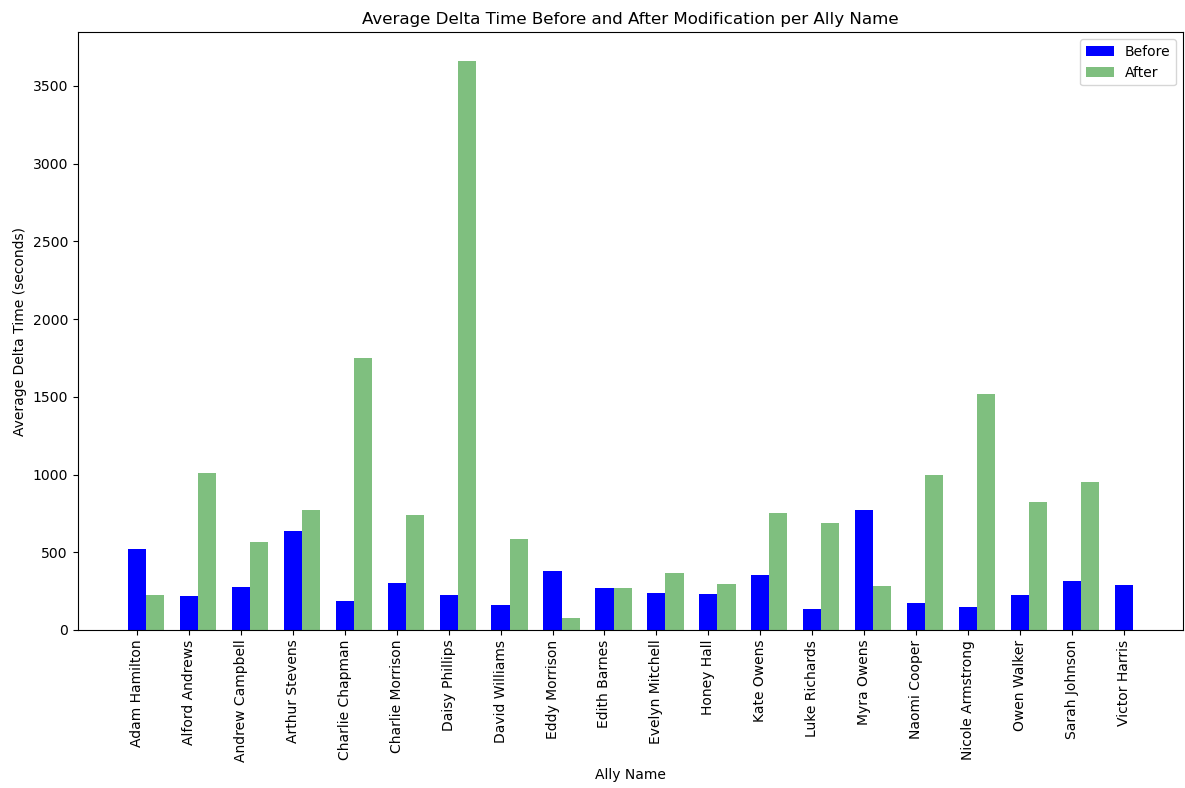 Average Delta Time Before and After Modification per Ally Name
Before
After
Average Delta Time (seconds)
3500
3000
2500
2000
1500
1000
500
0
Adam Hamilton
Alford Andrews
Andrew Campbell
Arthur Stevens
Charlie Chapman
Charlie Morrison
Daisy Phillips
David Williams
Eddy Morrison
Edith Barnes
Evelyn Mitchell
Honey Hall
Kate Owens
Luke Richards
Myra Owens
Naomi Cooper
Nicole Armstrong
Owen Walker
Sarah Johnson
Victor Harris
Ally Name